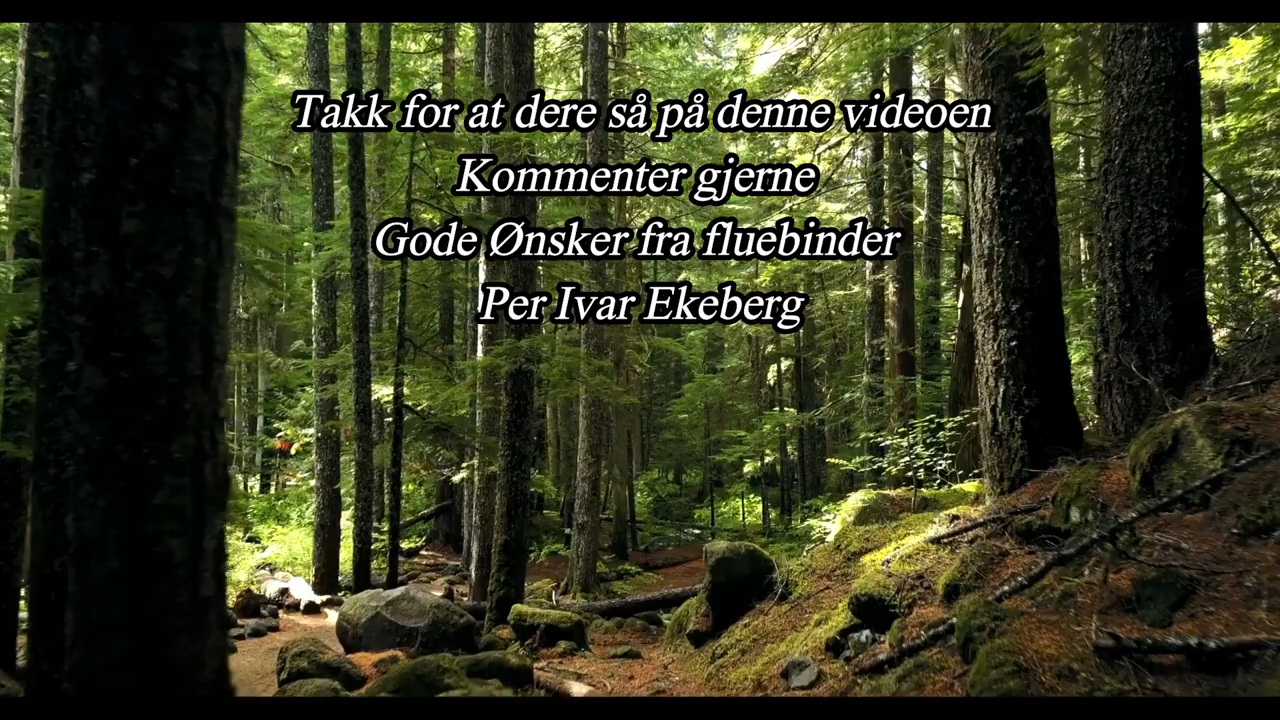 Takk for at dere så på denne videoen
Kommenter gjerne
Gode Ønsker fra fluebinder
Per Ivar Ekeberg